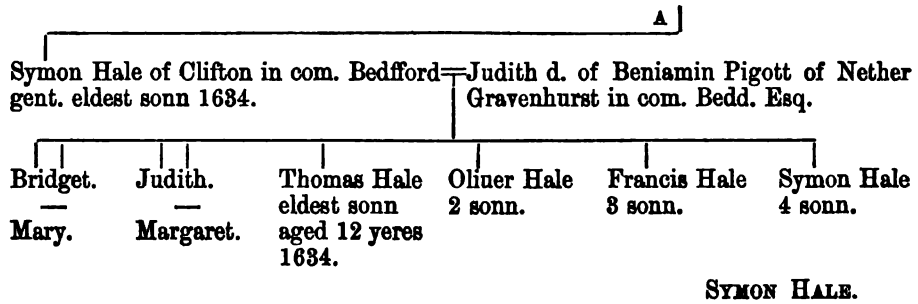 A
Symon Hale of Clifton in com. Bedfford=Judith d. of Beniamin Pigott of Nether
gent. eldest sonn 1634. Gravenhurst in com. Bedd. Esq.
Bridget. Judith. Thomas Hale Oliuer Hale Francis Hale Symon Hale
— — eldest sonn 2 sonn. 3 sonn. 4 sonn.
Mary. Margaret. aged 12 yeres
1634.
SYMON HALE.